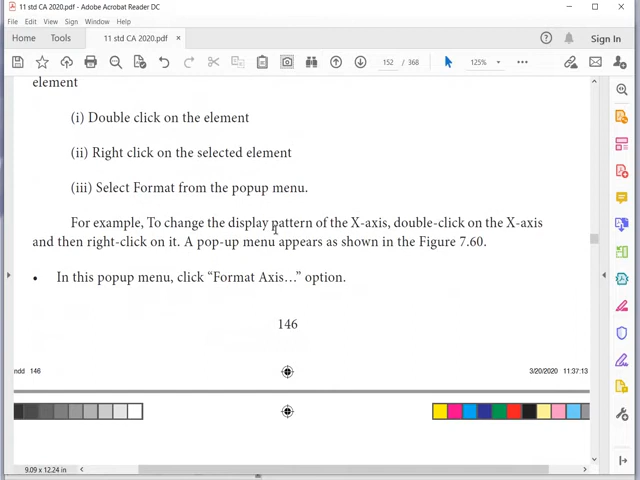 11 std CA 2020.pdf - Adobe Acrobat Reader DC
File Edit View Sign Window Help
Home Tools 11 std CA 2020.pdf × Sign In
152 / 368 125%
element
(i) Double click on the element
(ii) Right click on the selected element
(iii) Select Format from the popup menu.
For example, To change the display pattern of the X-axis, double-click on the X-axis
and then right-click on it. A pop-up menu appears as shown in the Figure 7.60.
• In this popup menu, click “Format Axis…” option.
146
ndd 146 3/20/2020 11:37:13
9.09 x 12.24 in